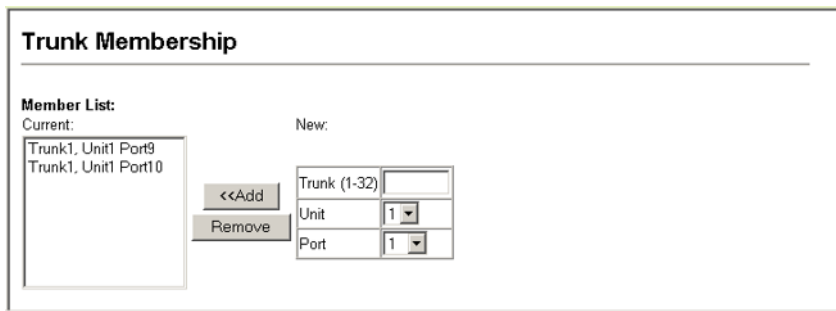 Trunk Membership
Member List:
Current:
New:
Trunk1, Unit1 Port9
Trunk1, Unit1 Port10
<<Add
Remove
Trunk (1-32)
Unit 1
Port 1